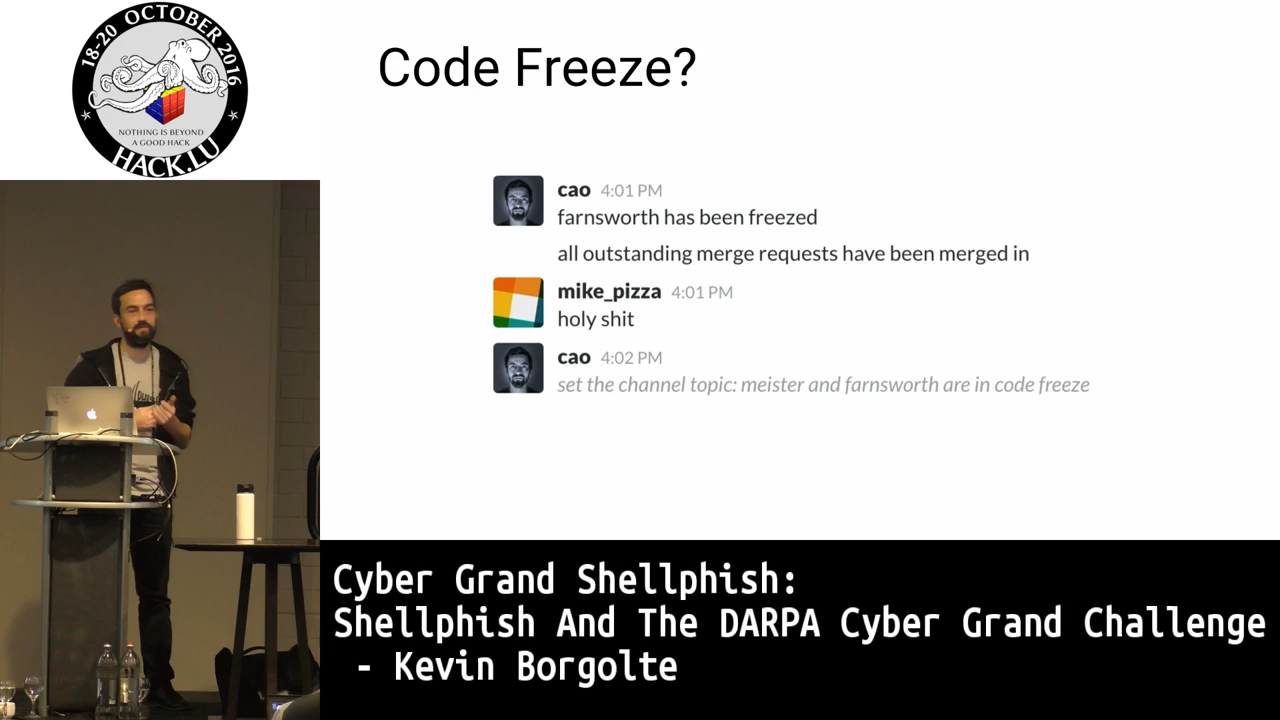 18-20 OCTOBER 2016
NOTHING IS BEYOND
A GOOD HACK
HACK.LU
Code Freeze?
cao 4:01 PM
farnsworth has been freezed
all outstanding merge requests have been merged in
mike_pizza 4:01 PM
holy shit
cao 4:02 PM
set the channel topic: meister and farnsworth are in code freeze
Cyber Grand Shellphish:
Shellphish And The DARPA Cyber Grand Challenge
- Kevin Borgolte